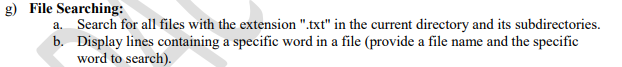 g) File Searching:
a. Search for all files with the extension ".txt" in the current directory and its subdirectories.
b. Display lines containing a specific word in a file (provide a file name and the specific
word to search).